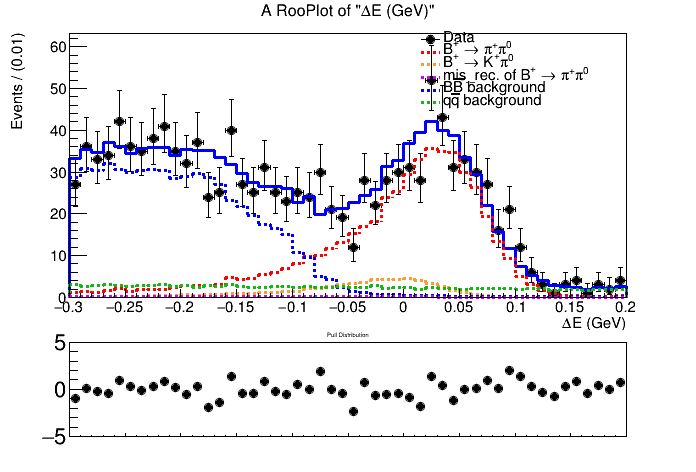 A RooPlot of "ΔE (GeV)"
Events / (0.01)
60
50
40
30
20
10
0
Data
B⁺ → π⁺π⁰
B⁺ → K⁺π⁰
mis_rec. of B⁺ → π⁺π⁰
BB̅ background
qq̅ background
−0.3 −0.25 −0.2 −0.15 −0.1 −0.05 0 0.05 0.1 0.15 0.2
ΔE (GeV)
Pull Distribution
5
0
−5